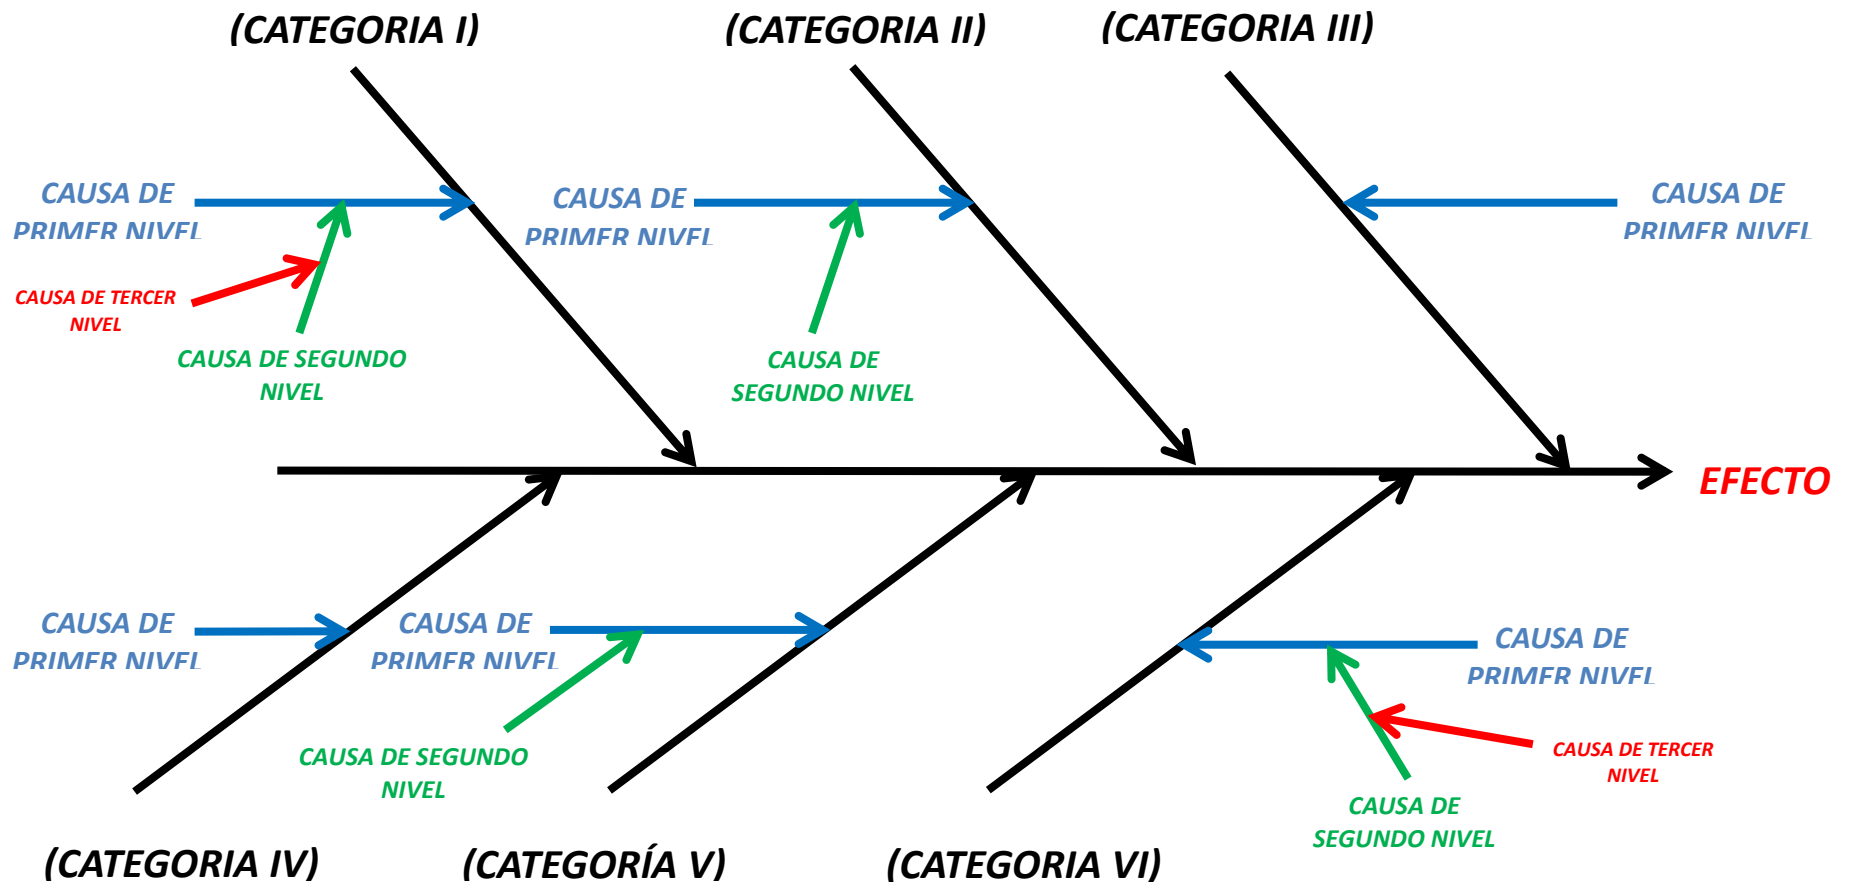 (CATEGORIA I)
(CATEGORIA II)
(CATEGORIA III)
CAUSA DE
PRIMER NIVEL
CAUSA DE
PRIMER NIVEL
CAUSA DE
PRIMER NIVEL
CAUSA DE TERCER
NIVEL
CAUSA DE SEGUNDO
NIVEL
CAUSA DE
SEGUNDO NIVEL
EFECTO
CAUSA DE
PRIMER NIVEL
CAUSA DE
PRIMER NIVEL
CAUSA DE
PRIMER NIVEL
CAUSA DE SEGUNDO
NIVEL
CAUSA DE TERCER
NIVEL
CAUSA DE
SEGUNDO NIVEL
(CATEGORIA IV)
(CATEGORÍA V)
(CATEGORIA VI)